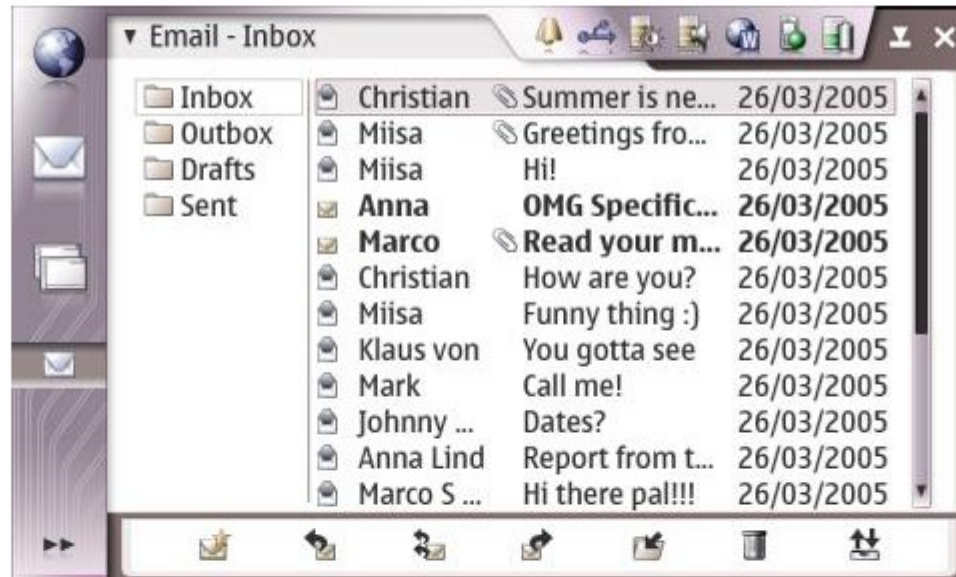 Email - Inbox
Inbox
Outbox
Drafts
Sent
Christian Summer is ne... 26/03/2005
Miisa Greetings fro... 26/03/2005
Miisa Hi! 26/03/2005
Anna OMG Specific... 26/03/2005
Marco Read your m... 26/03/2005
Christian How are you? 26/03/2005
Miisa Funny thing :) 26/03/2005
Klaus von You gotta see 26/03/2005
Mark Call me! 26/03/2005
Johnny ... Dates? 26/03/2005
Anna Lind Report from t... 26/03/2005
Marco S ... Hi there pal!!! 26/03/2005